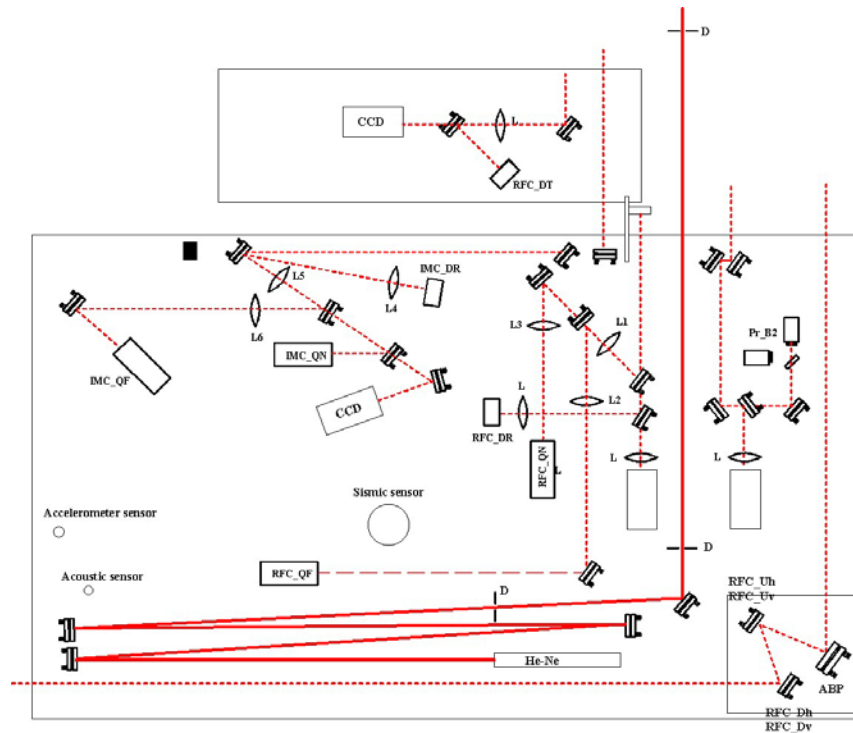 D
CCD
L
RFC_DT
IMC_DR
L5
L4
L3
L1
Pr_B2
L6
IMC_QN
IMC_QF
L2
CCD
L
RFC_DR
RFC_QN
L
L
L
Sismic sensor
Accelerometer sensor
D
Acoustic sensor
RFC_QF
RFC_Uh
RFC_Uv
D
He-Ne
ABP
RFC_Dh
RFC_Dv